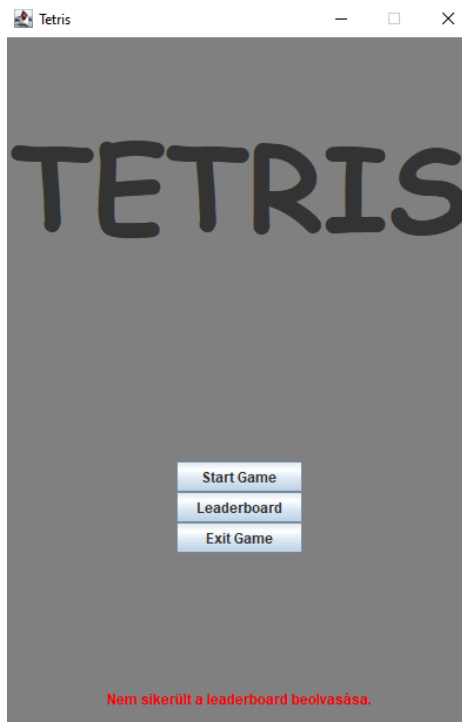 Tetris
TETRIS
Start Game
Leaderboard
Exit Game
Nem sikerült a leaderboard beolvasása.